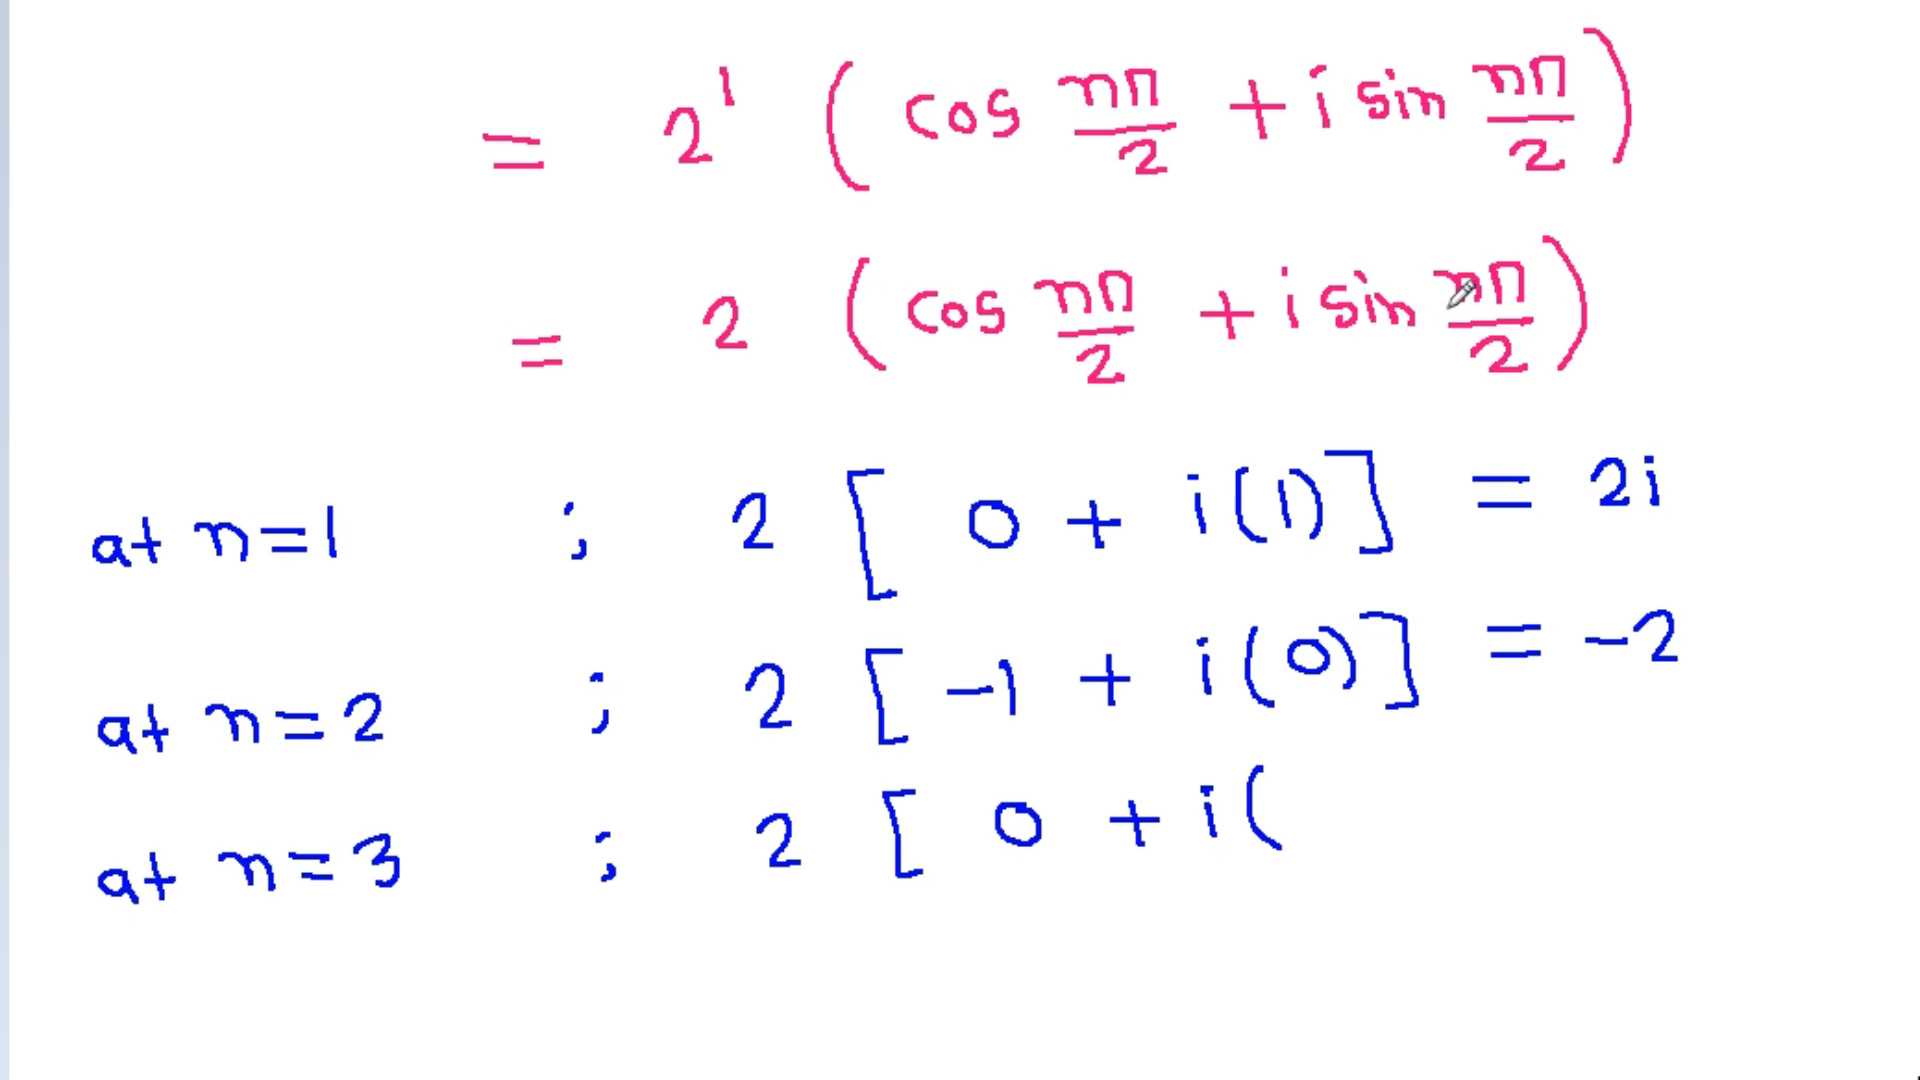 = 2¹ ( cos nπ/2 + i sin nπ/2 )
= 2 ( cos nπ/2 + i sin nπ/2 )
at n=1 ; 2 [ 0 + i(1) ] = 2i
at n=2 ; 2 [ -1 + i(0) ] = -2
at n=3 ; 2 [ 0 + i(